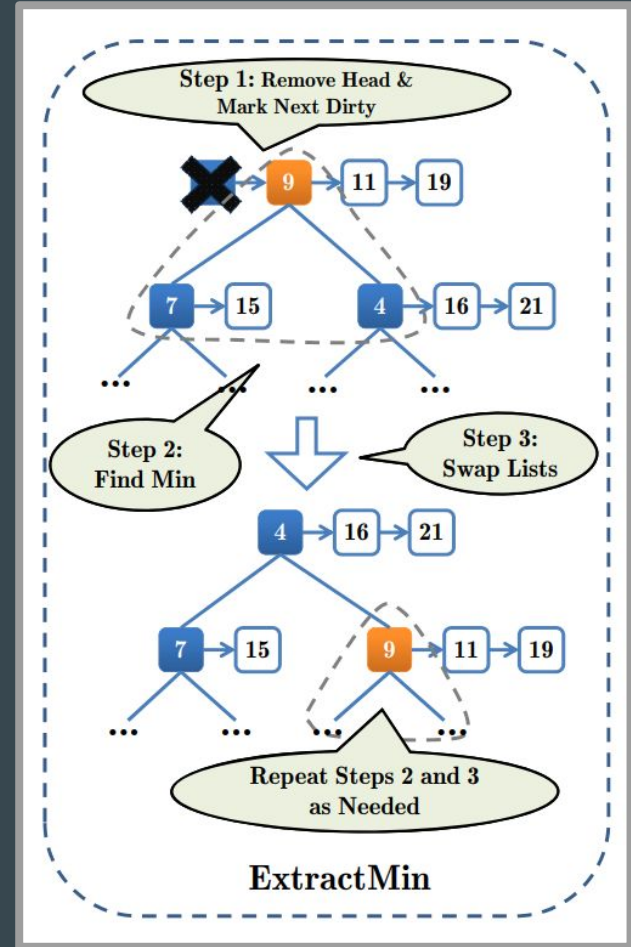 Step 1: Remove Head &
Mark Next Dirty
9 11 19
7 15 4 16 21
... ... ... ...
Step 2:
Find Min
Step 3:
Swap Lists
4 16 21
7 15 9 11 19
... ... ... ...
Repeat Steps 2 and 3
as Needed
ExtractMin